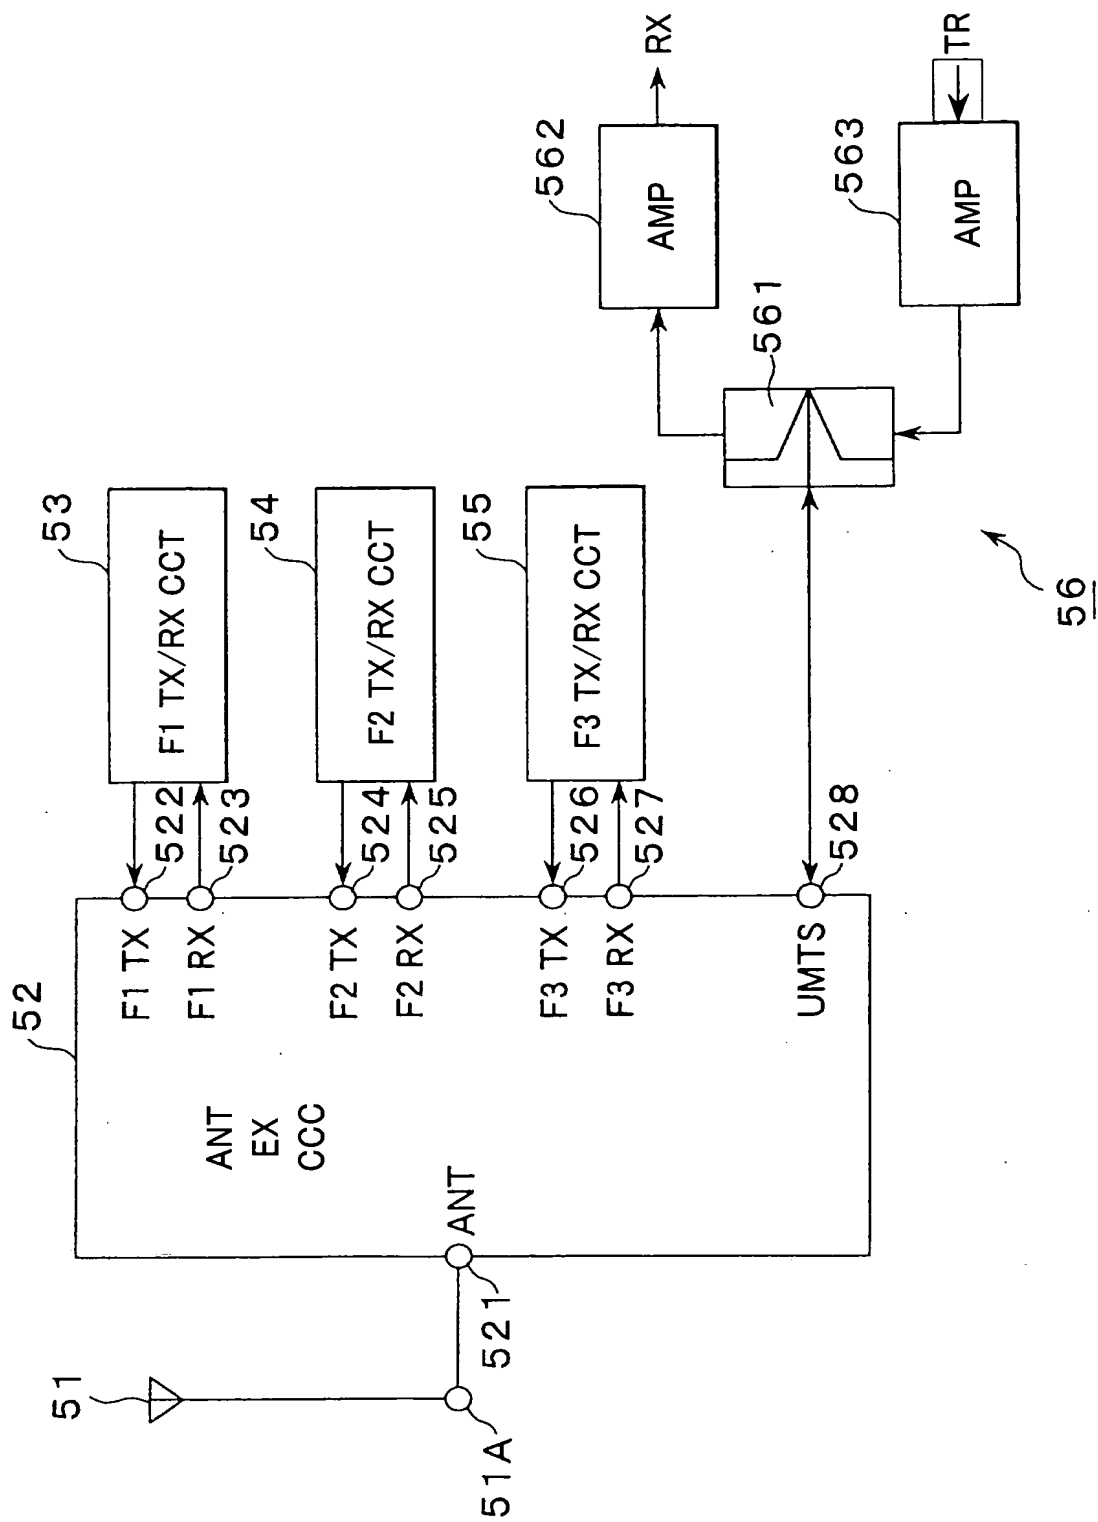 51
51A
521
ANT
52
ANT
EX
CCC
F1 TX
F1 RX
F2 TX
F2 RX
F3 TX
F3 RX
UMTS
522
523
524
525
526
527
528
53
F1 TX/RX CCT
54
F2 TX/RX CCT
55
F3 TX/RX CCT
56
561
562
AMP
RX
563
AMP
TR